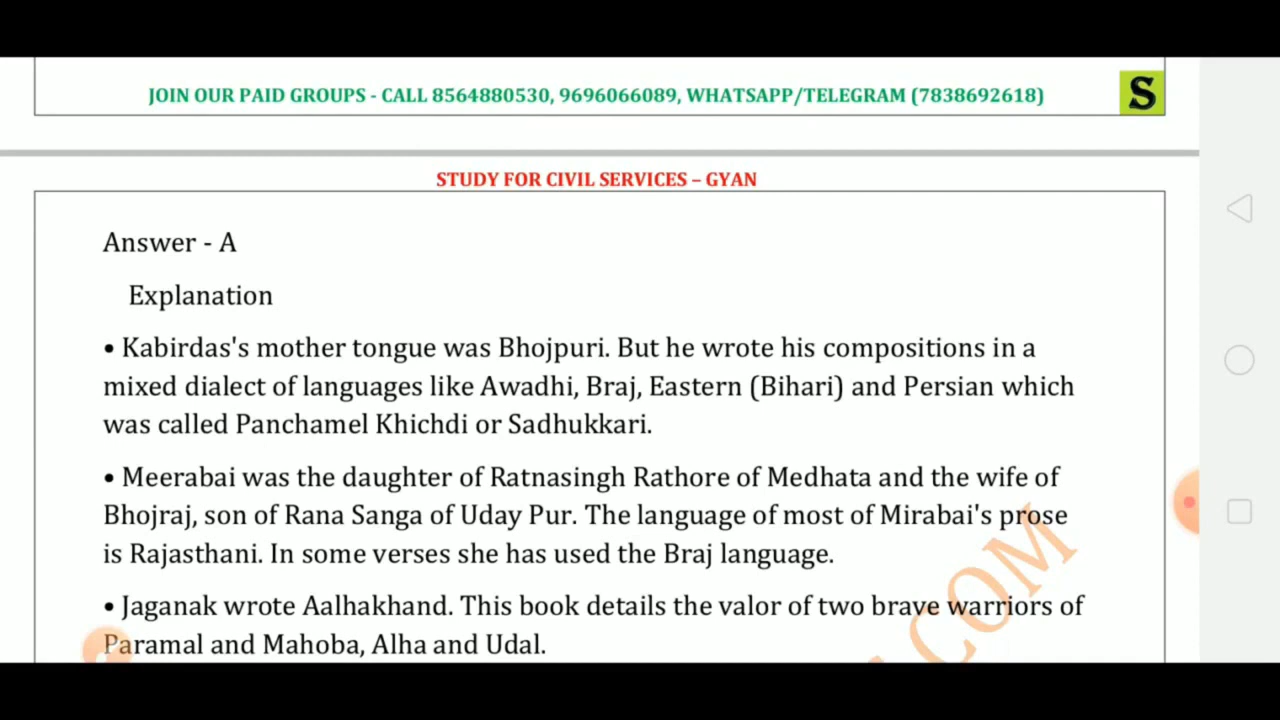 JOIN OUR PAID GROUPS - CALL 8564880530, 9696066089, WHATSAPP/TELEGRAM (7838692618)
S
STUDY FOR CIVIL SERVICES – GYAN
Answer - A
Explanation
• Kabirdas's mother tongue was Bhojpuri. But he wrote his compositions in a
mixed dialect of languages like Awadhi, Braj, Eastern (Bihari) and Persian which
was called Panchamel Khichdi or Sadhukkari.
• Meerabai was the daughter of Ratnasingh Rathore of Medhata and the wife of
Bhojraj, son of Rana Sanga of Uday Pur. The language of most of Mirabai's prose
is Rajasthani. In some verses she has used the Braj language.
• Jaganak wrote Aalhakhand. This book details the valor of two brave warriors of
Paramal and Mahoba, Alha and Udal.
.COM